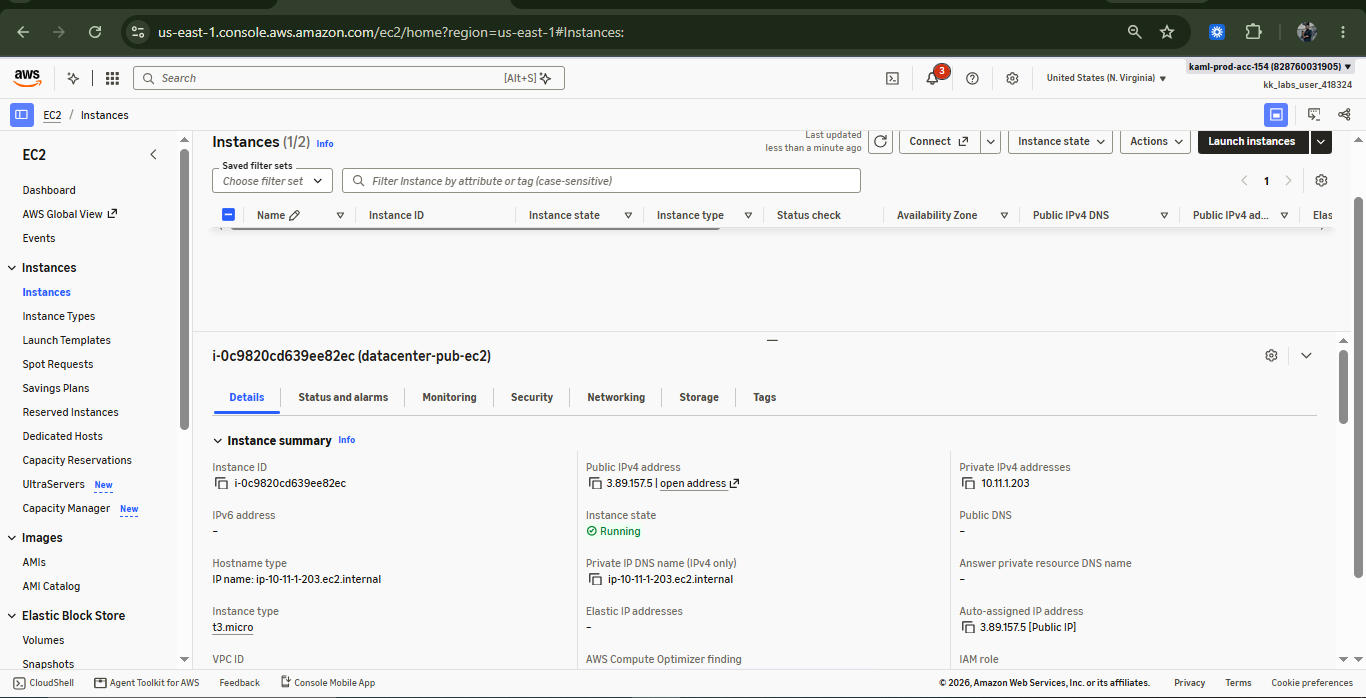 us-east-1.console.aws.amazon.com/ec2/home?region=us-east-1#Instances:
aws
Search
[Alt+S]
3
United States (N. Virginia)
kaml-prod-acc-154 (828760031905)
kk_labs_user_418324
EC2 / Instances
EC2
Dashboard
AWS Global View
Events
Instances
Instances
Instance Types
Launch Templates
Spot Requests
Savings Plans
Reserved Instances
Dedicated Hosts
Capacity Reservations
UltraServers New
Capacity Manager New
Images
AMIs
AMI Catalog
Elastic Block Store
Volumes
Snapshots
Instances (1/2) Info
Last updated
less than a minute ago
Connect
Instance state
Actions
Launch instances
Saved filter sets
Choose filter set
Filter Instance by attribute or tag (case-sensitive)
1
Name
Instance ID
Instance state
Instance type
Status check
Availability Zone
Public IPv4 DNS
Public IPv4 ad...
Elas
i-0c9820cd639ee82ec (datacenter-pub-ec2)
Details
Status and alarms
Monitoring
Security
Networking
Storage
Tags
Instance summary Info
Instance ID
i-0c9820cd639ee82ec
Public IPv4 address
3.89.157.5 | open address
Private IPv4 addresses
10.11.1.203
IPv6 address
–
Instance state
Running
Public DNS
–
Hostname type
IP name: ip-10-11-1-203.ec2.internal
Private IP DNS name (IPv4 only)
ip-10-11-1-203.ec2.internal
Answer private resource DNS name
–
Instance type
t3.micro
Elastic IP addresses
–
Auto-assigned IP address
3.89.157.5 [Public IP]
VPC ID
AWS Compute Optimizer finding
IAM role
CloudShell
Agent Toolkit for AWS
Feedback
Console Mobile App
© 2026, Amazon Web Services, Inc. or its affiliates.
Privacy
Terms
Cookie preferences